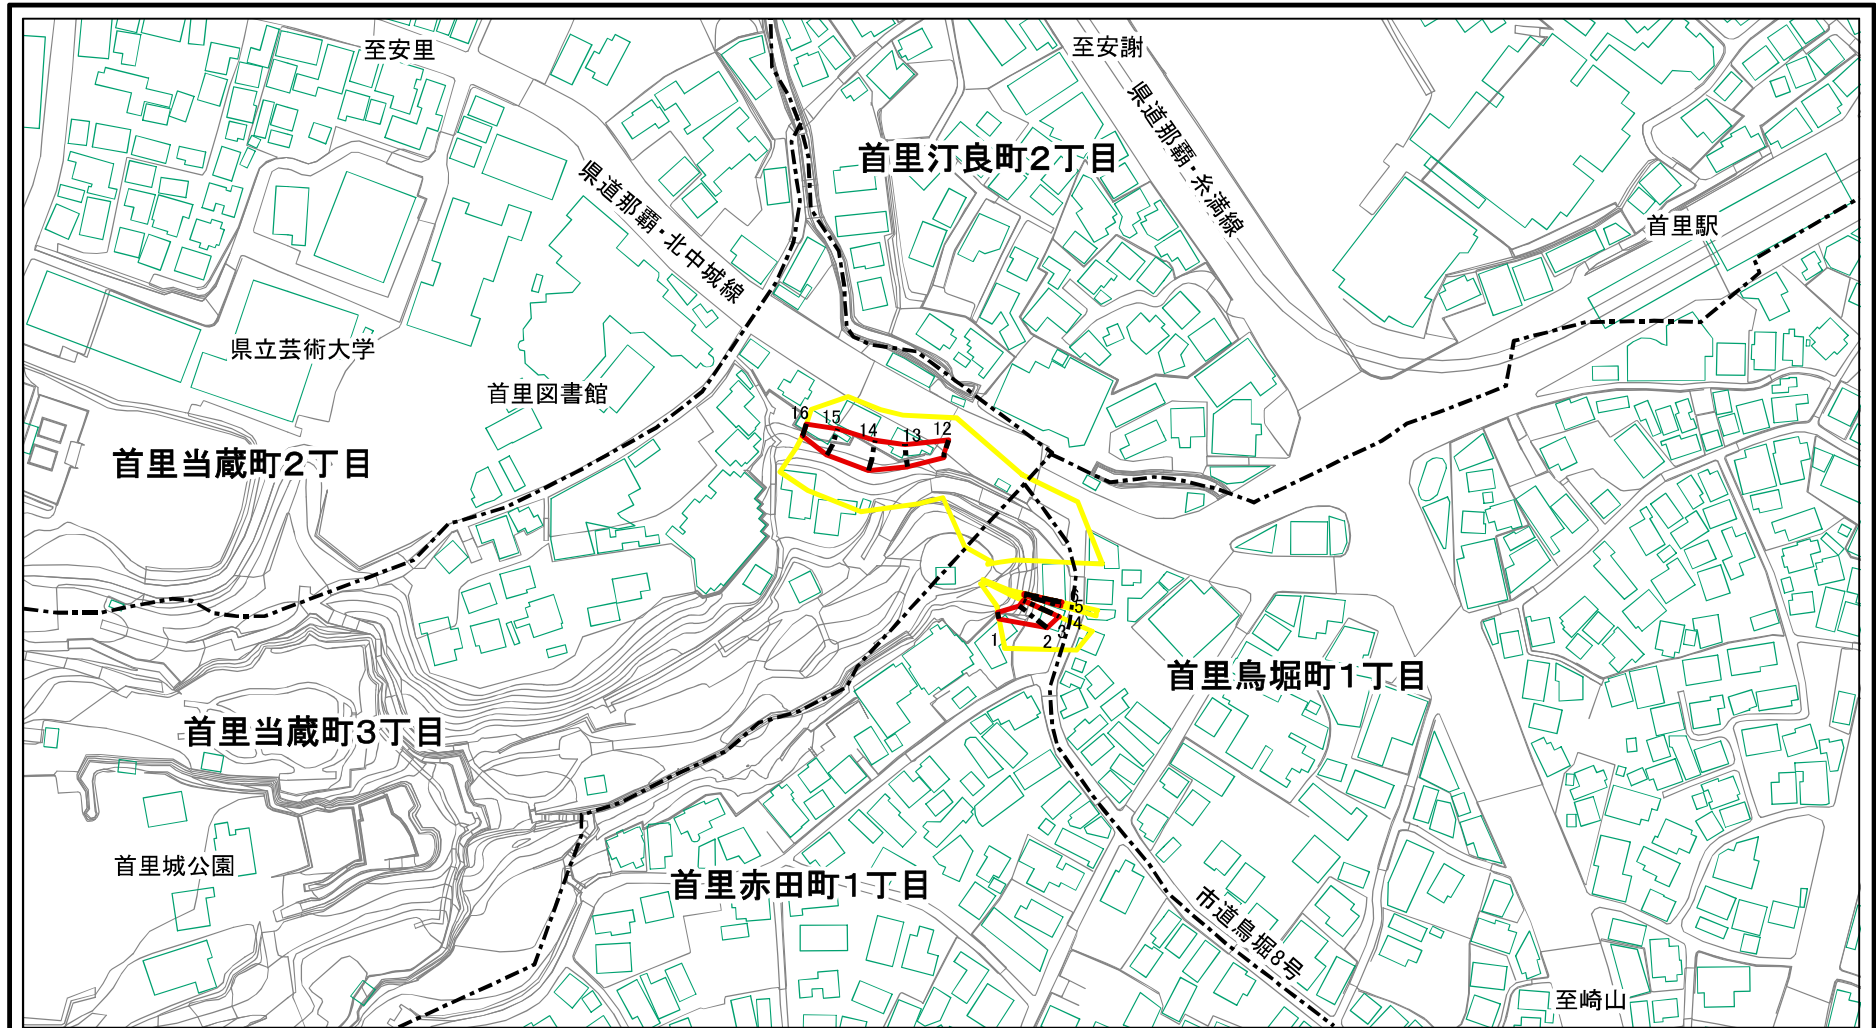 至安里
至安謝
県道那覇・糸満線
首里汀良町2丁目
県道那覇・北中城線
首里駅
県立芸術大学
首里図書館
16
15
14
13
12
首里当蔵町2丁目
6
5
4
3
2
1
首里鳥堀町1丁目
首里当蔵町3丁目
首里城公園
首里赤田町1丁目
市道鳥堀8号
至崎山